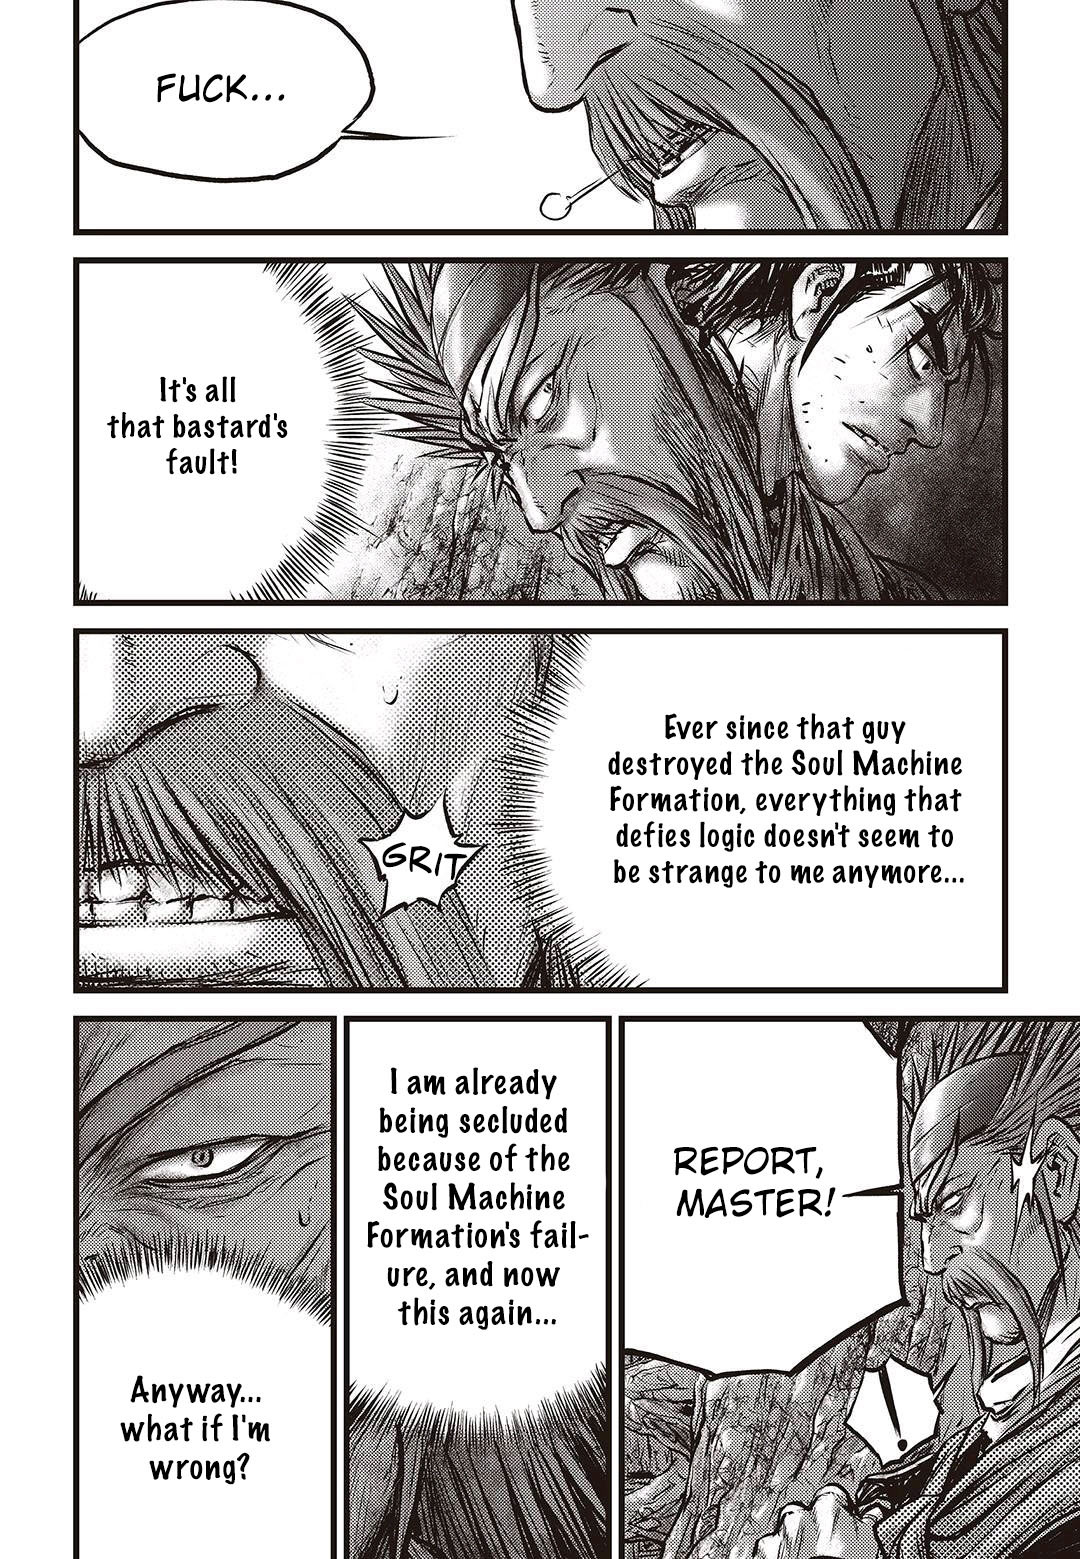 FUCK...
It's all
that bastard's
fault!
Ever since that guy
destroyed the Soul Machine
Formation, everything that
defies logic doesn't seem to
be strange to me anymore...
GRIT
I am already
being secluded
because of the
Soul Machine
Formation's fail-
ure, and now
this again...
Anyway...
what if I'm
wrong?
REPORT,
MASTER!
!